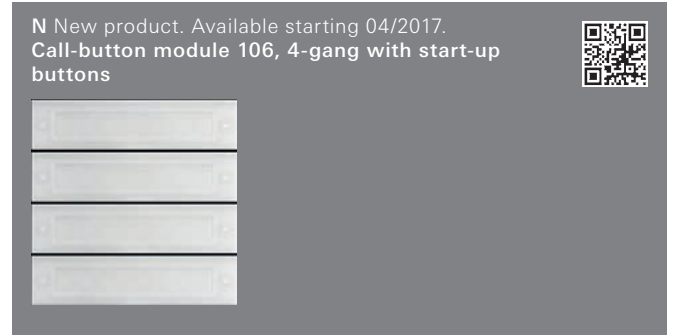 N New product. Available starting 04/2017.
Call-button module 106, 4-gang with start-up
buttons